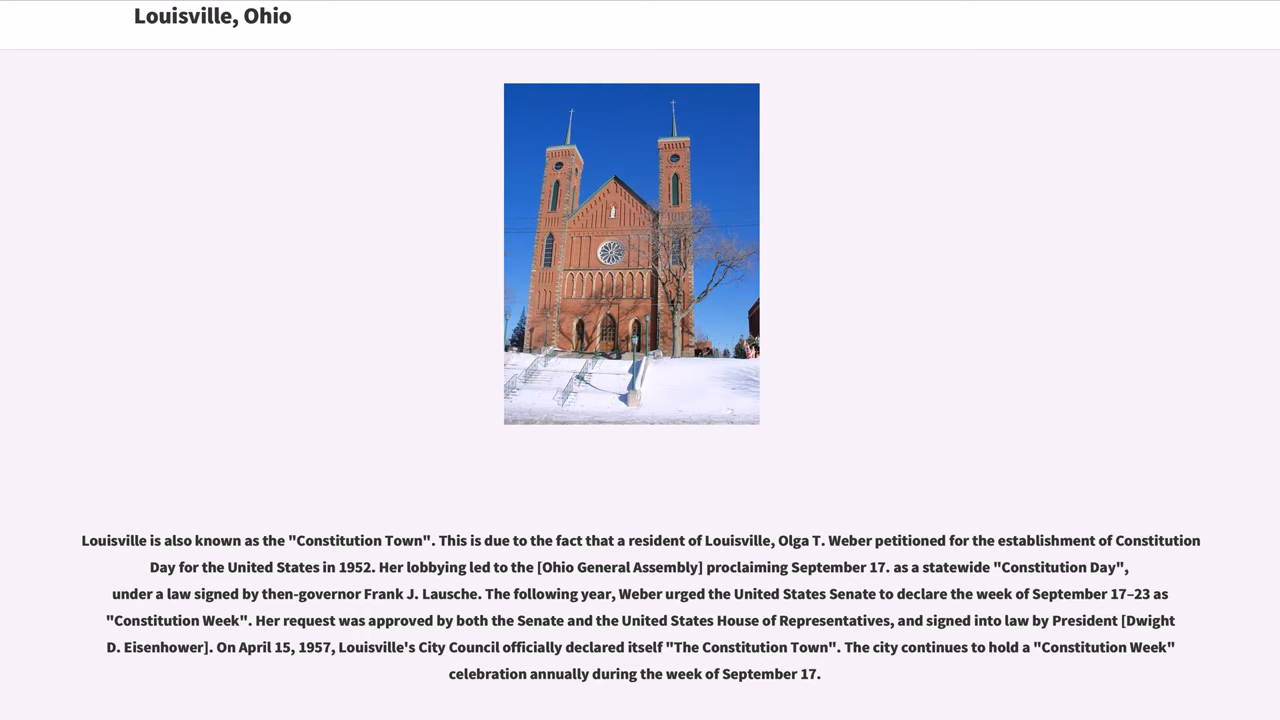 Louisville, Ohio
Louisville is also known as the "Constitution Town". This is due to the fact that a resident of Louisville, Olga T. Weber petitioned for the establishment of Constitution
Day for the United States in 1952. Her lobbying led to the [Ohio General Assembly] proclaiming September 17. as a statewide "Constitution Day",
under a law signed by then-governor Frank J. Lausche. The following year, Weber urged the United States Senate to declare the week of September 17–23 as
"Constitution Week". Her request was approved by both the Senate and the United States House of Representatives, and signed into law by President [Dwight
D. Eisenhower]. On April 15, 1957, Louisville's City Council officially declared itself "The Constitution Town". The city continues to hold a "Constitution Week"
celebration annually during the week of September 17.